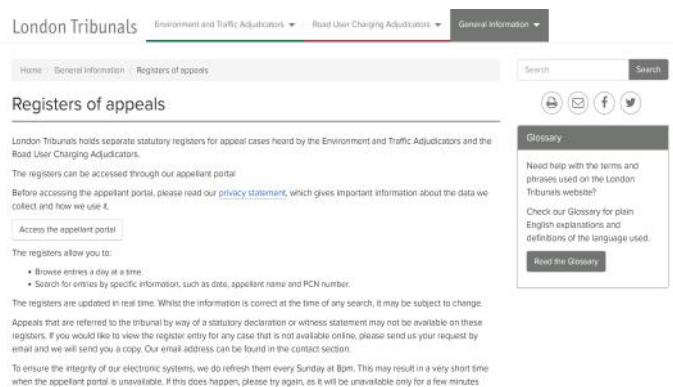 London Tribunals
Environment and Traffic Adjudicators
Road User Charging Adjudicators
General Information
Home / General Information / Registers of appeals
Search
Search
Registers of appeals
London Tribunals holds separate statutory registers for appeal cases heard by the Environment and Traffic Adjudicators and the
Road User Charging Adjudicators.
The registers can be accessed through our appellant portal
Before accessing the appellant portal, please read our privacy statement, which gives important information about the data we
collect and how we use it.
Access the appellant portal
The registers allow you to:
• Browse entries a day at a time.
• Search for entries by specific information, such as date, appellant name and PCN number.
The registers are updated in real time. Whilst the information is correct at the time of any search, it may be subject to change.
Appeals that are referred to the tribunal by way of a statutory declaration or witness statement may not be available on these
registers. If you would like to view the register entry for any case that is not available online, please send us your request by
email and we will send you a copy. Our email address can be found in the contact section.
To ensure the integrity of our electronic systems, we do refresh them every Sunday at 8pm. This may result in a very short time
when the appellant portal is unavailable. If this does happen, please try again, as it will be unavailable only for a few minutes
Glossary
Need help with the terms and
phrases used on the London
Tribunals website?
Check our Glossary for plain
English explanations and
definitions of the language used.
Read the Glossary